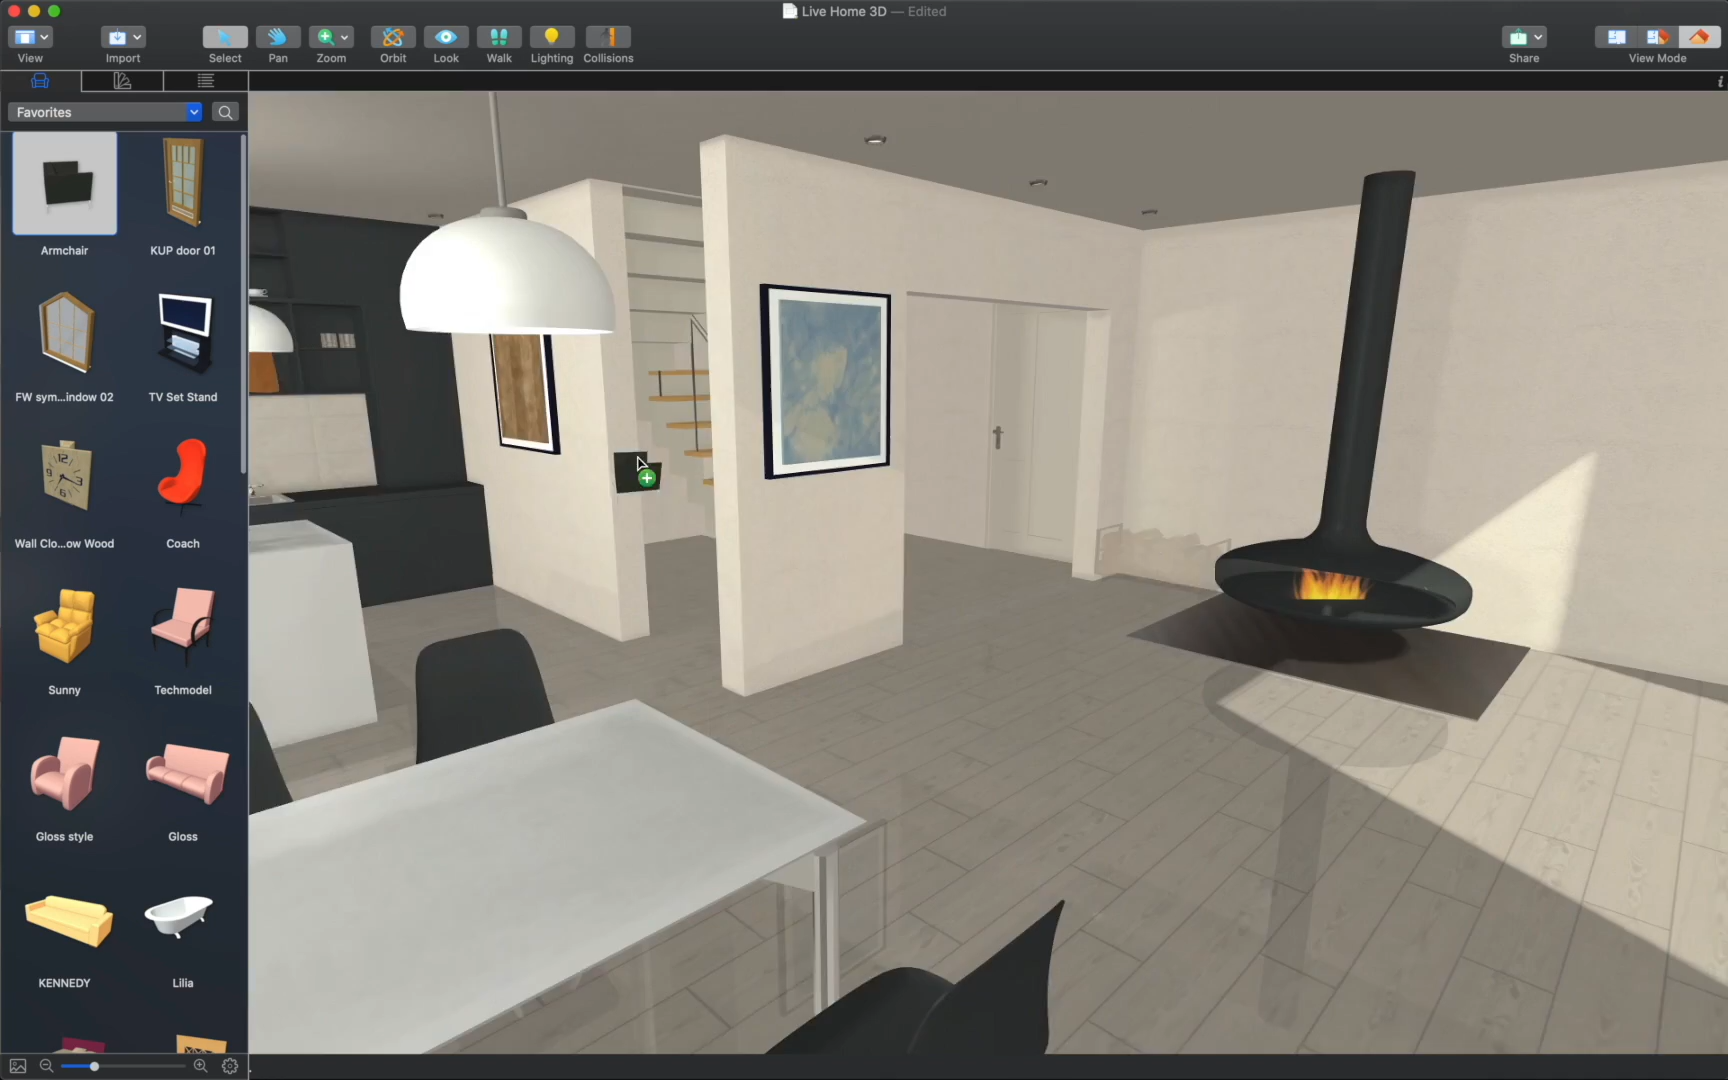 Live Home 3D — Edited
View
Import
Select
Pan
Zoom
Orbit
Look
Walk
Lighting
Collisions
Share
View Mode
Favorites
Armchair
KUP door 01
FW sym...indow 02
TV Set Stand
Wall Clo...ow Wood
Coach
Sunny
Techmodel
Gloss style
Gloss
KENNEDY
Lilia